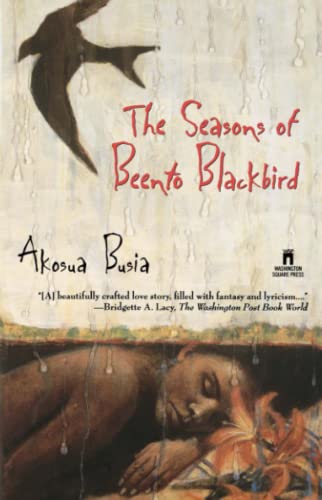 The Seasons of
Beento Blackbird
Akosua Busia
WASHINGTON
SQUARE PRESS
"[A] beautifully crafted love story, filled with fantasy and lyricism...."
—Bridgette A. Lacy, The Washington Post Book World